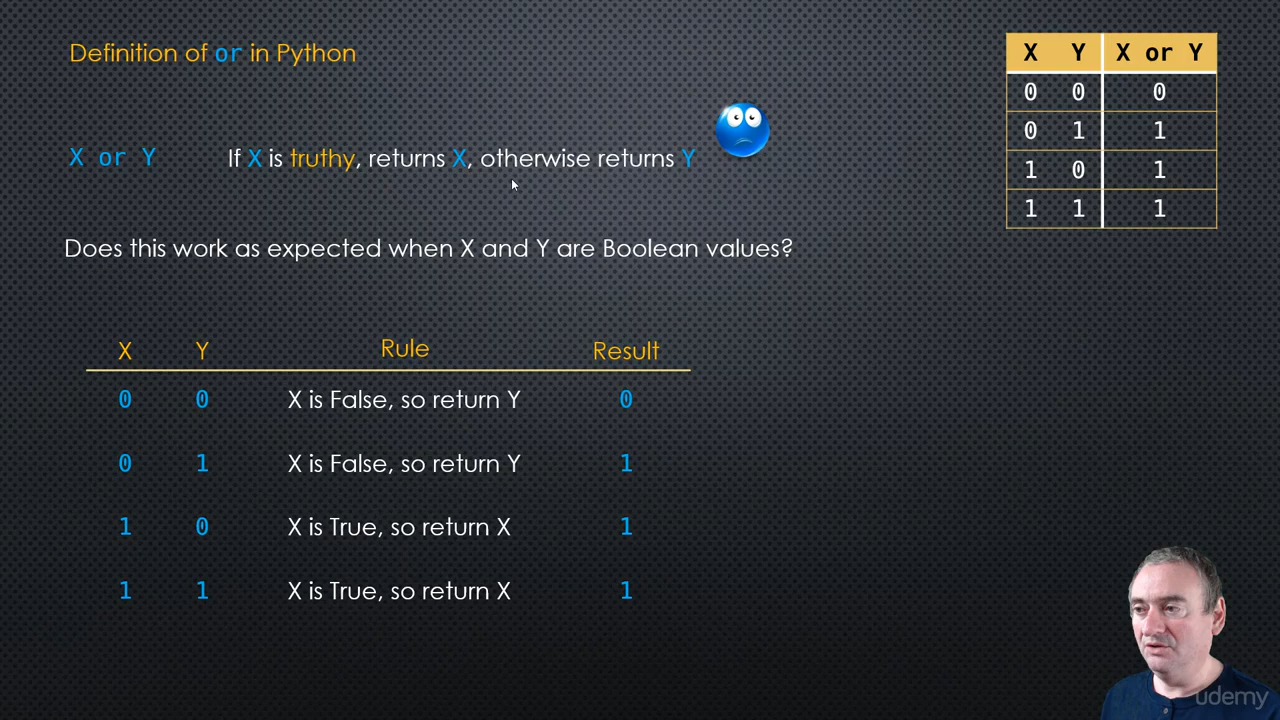 Definition of or in Python
X Y X or Y
0 0 0
0 1 1
1 0 1
1 1 1
X or Y If X is truthy, returns X, otherwise returns Y
Does this work as expected when X and Y are Boolean values?
X Y Rule Result
0 0 X is False, so return Y 0
0 1 X is False, so return Y 1
1 0 X is True, so return X 1
1 1 X is True, so return X 1
udemy